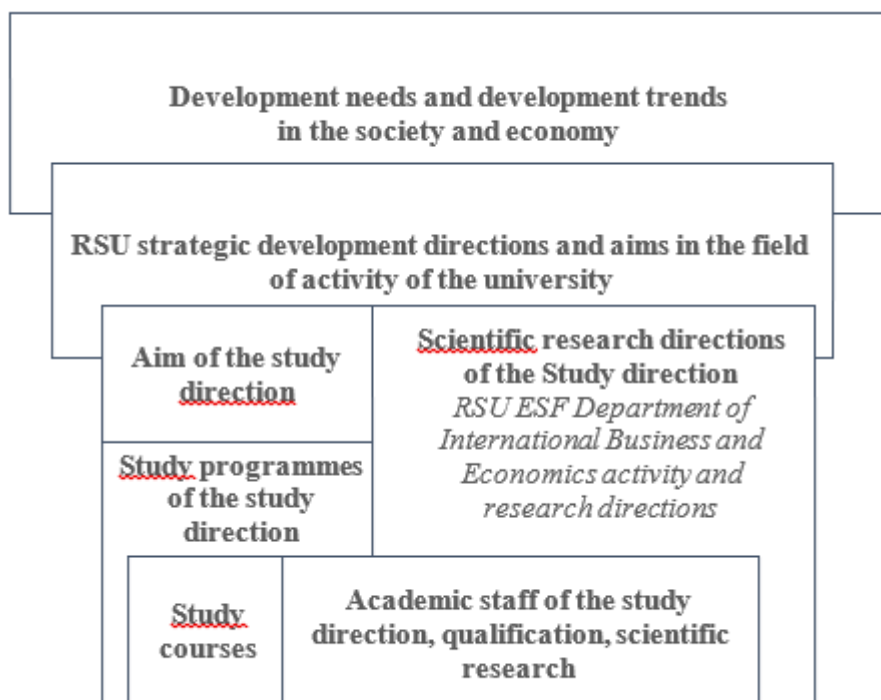 Development needs and development trends
in the society and economy
RSU strategic development directions and aims in the field
of activity of the university
Aim of the study
direction
Scientific research directions
of the Study direction
RSU ESF Department of
International Business and
Economics activity and
research directions
Study programmes
of the study
direction
Study
courses
Academic staff of the study
direction, qualification, scientific
research